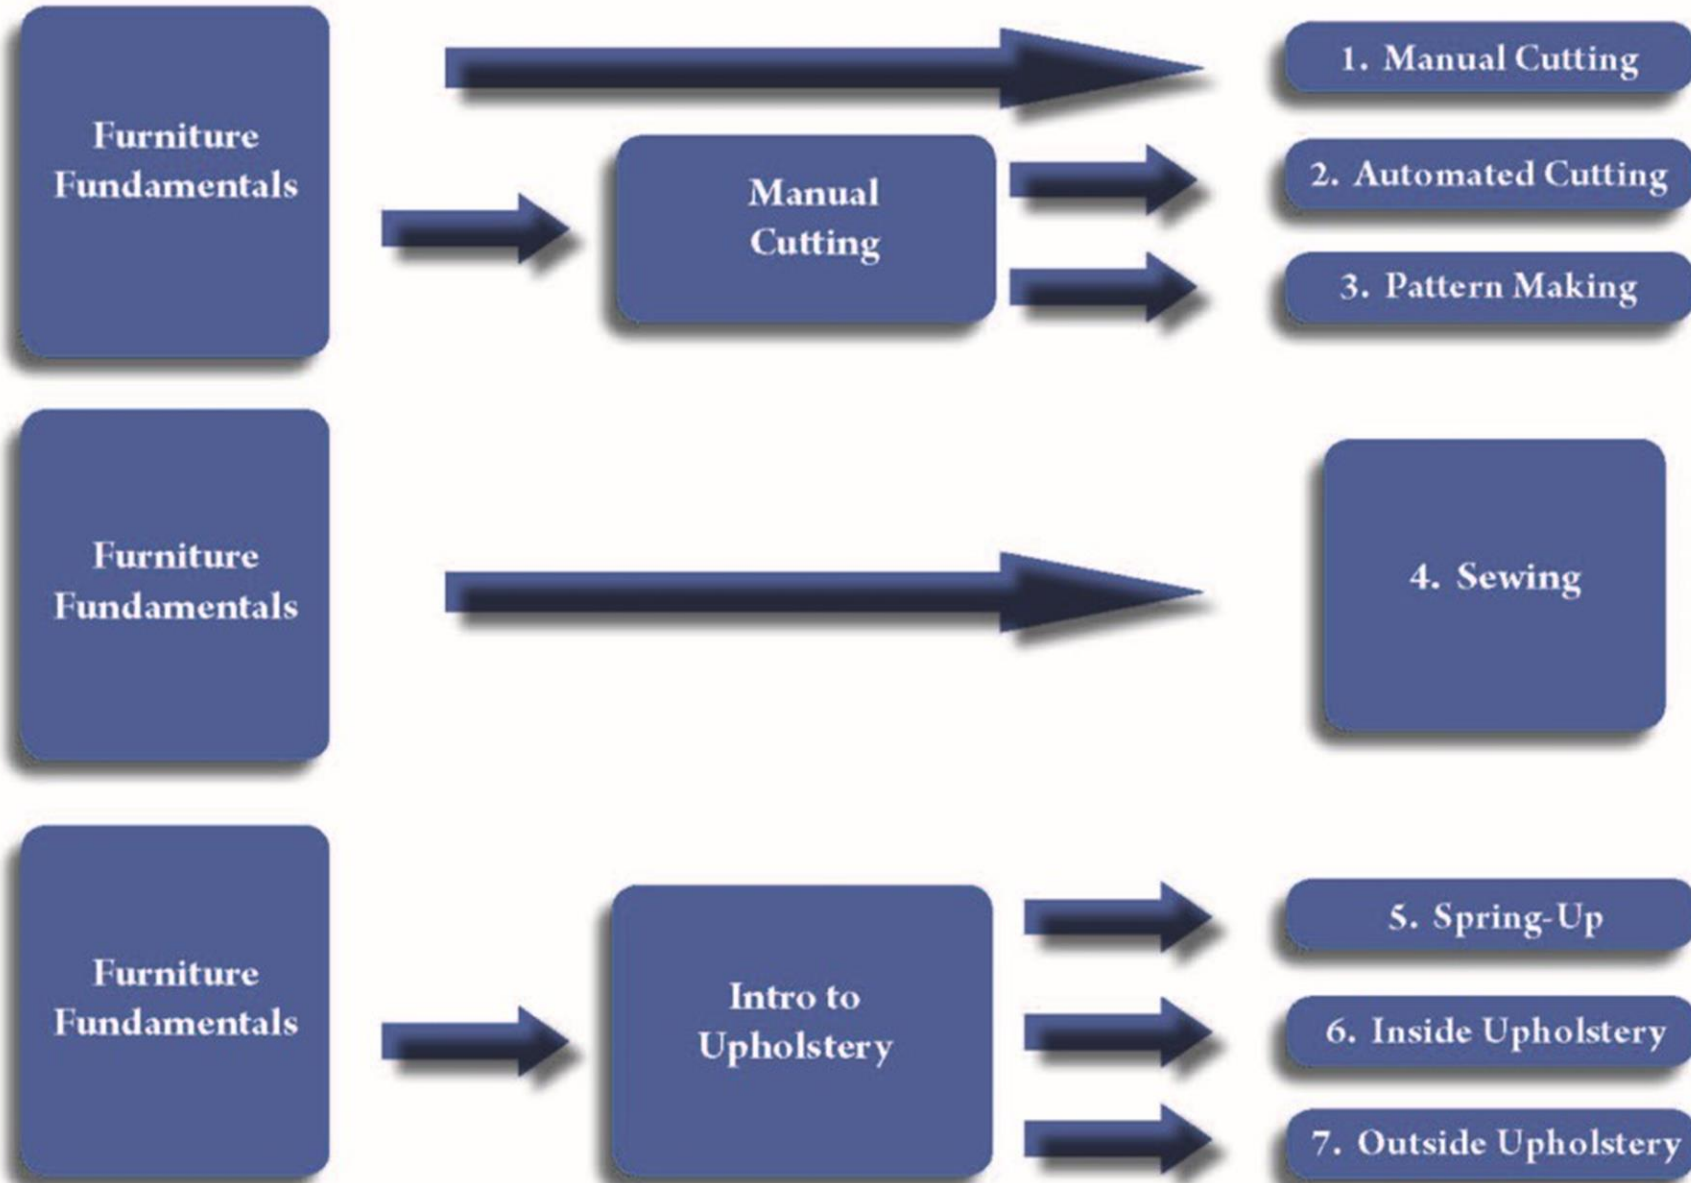 Furniture
Fundamentals
1. Manual Cutting
Manual
Cutting
2. Automated Cutting
3. Pattern Making
Furniture
Fundamentals
4. Sewing
Furniture
Fundamentals
Intro to
Upholstery
5. Spring-Up
6. Inside Upholstery
7. Outside Upholstery